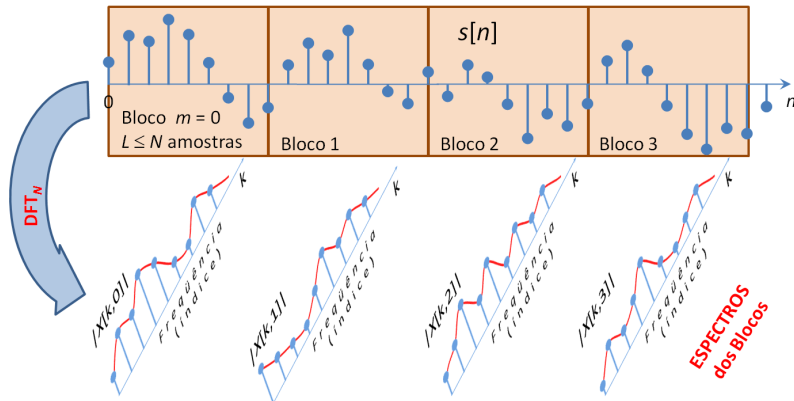 s[n]
0
n
Bloco m = 0
L ≤ N amostras
Bloco 1
Bloco 2
Bloco 3
DFTN
|X[k,0]|
Freqüência
(índice)
k
|X[k,1]|
Freqüência
(índice)
k
|X[k,2]|
Freqüência
(índice)
k
|X[k,3]|
Freqüência
(índice)
k
ESPECTROS
dos Blocos